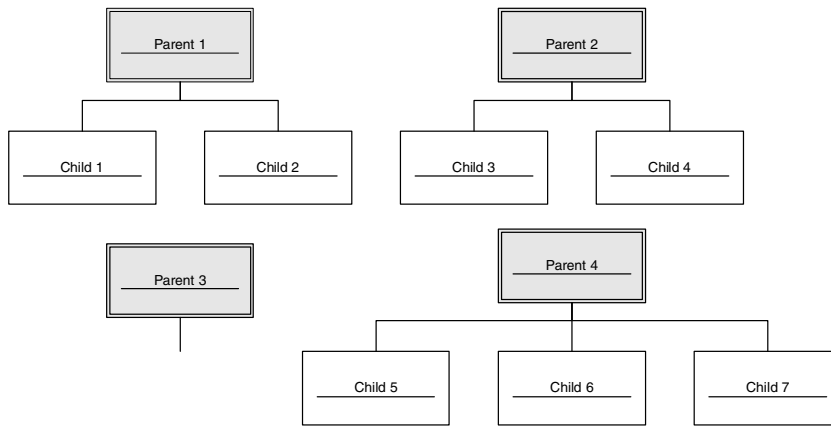 Parent 1
Parent 2
Child 1
Child 2
Child 3
Child 4
Parent 3
Parent 4
Child 5
Child 6
Child 7